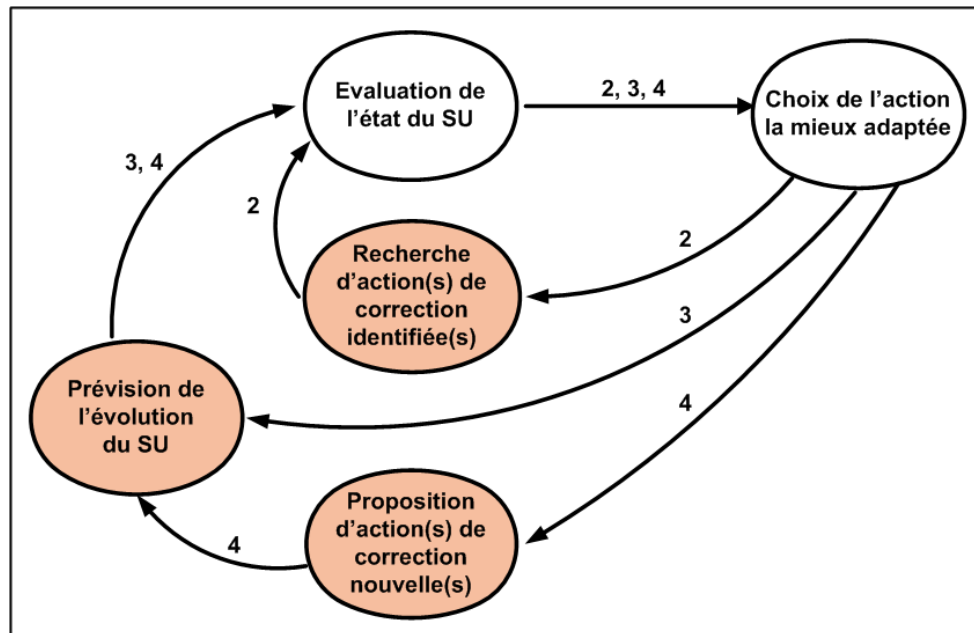 Evaluation de
l'état du SU
2, 3, 4
Choix de l'action
la mieux adaptée
3, 4
2
Recherche
d'action(s) de
correction
identifiée(s)
2
3
Prévision de
l'évolution
du SU
4
Proposition
d'action(s) de
correction
nouvelle(s)
4